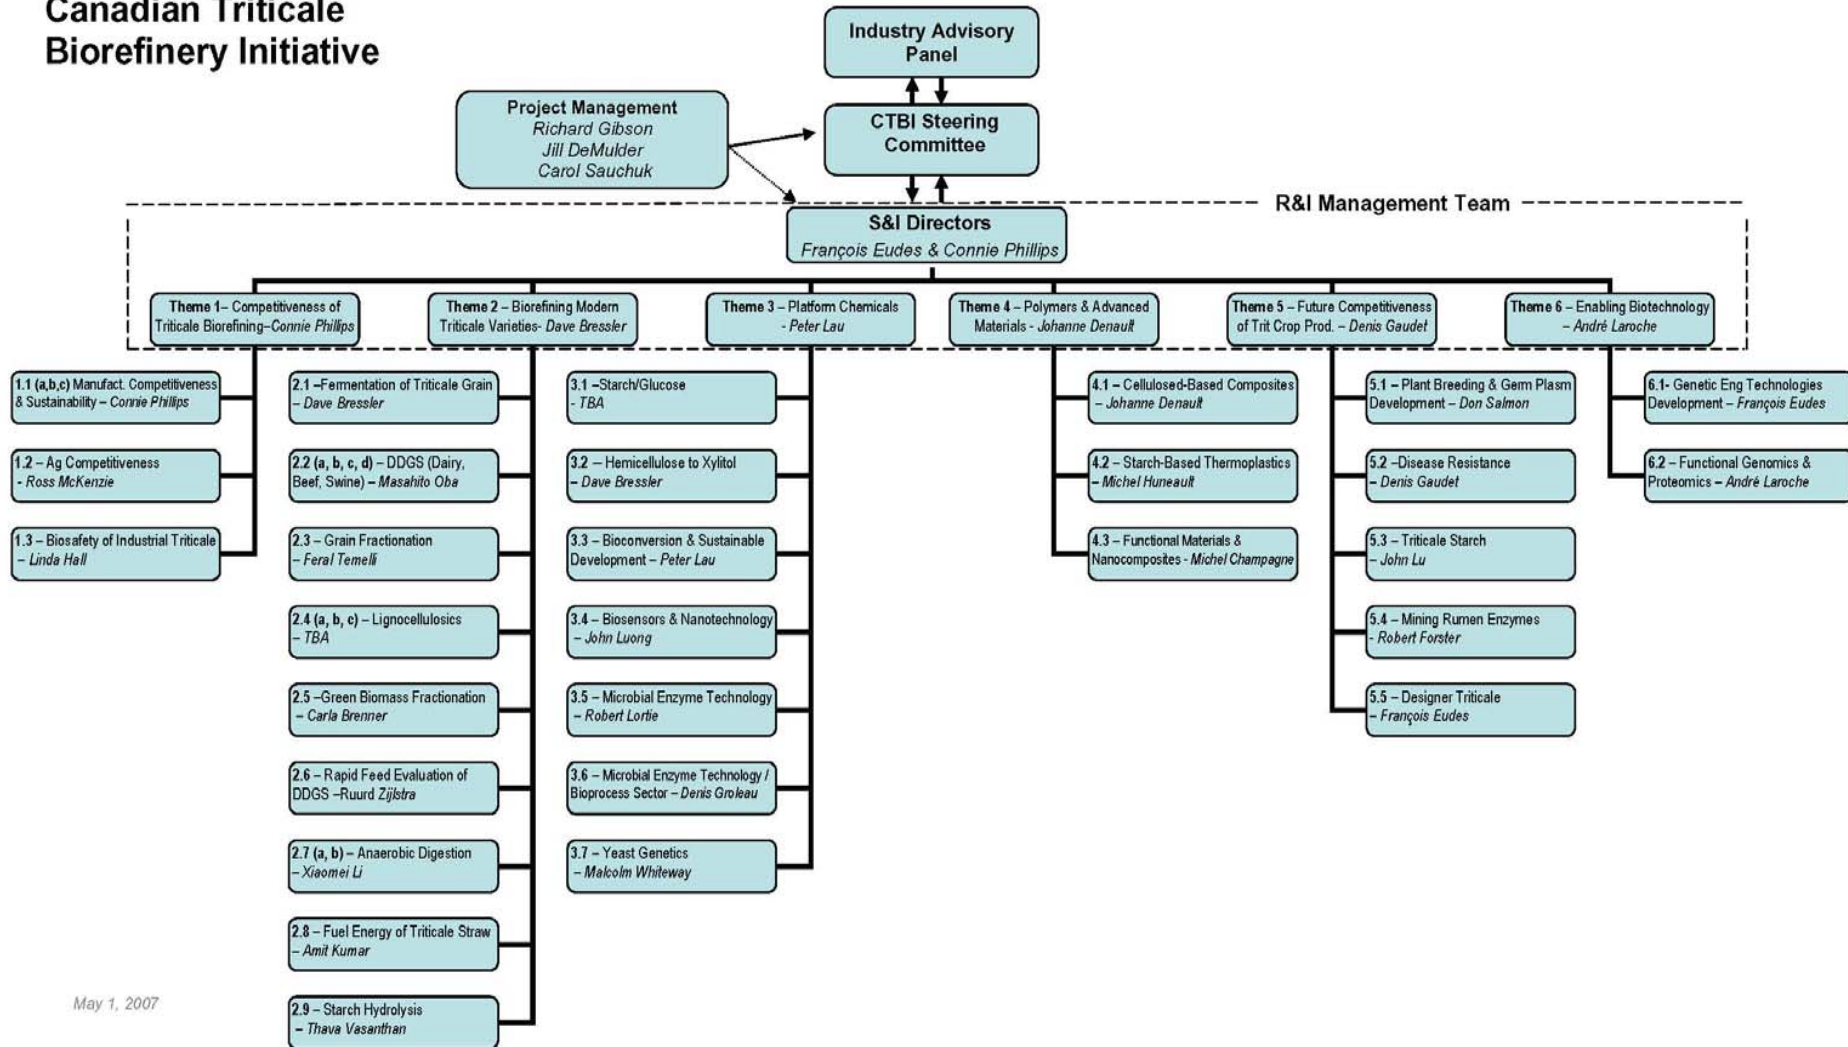 Canadian Triticale
Biorefinery Initiative
Industry Advisory
Panel
Project Management
Richard Gibson
Jill DeMulder
Carol Sauchuk
CTBI Steering
Committee
R&I Management Team
S&I Directors
François Eudes & Connie Phillips
Theme 1– Competitiveness of
Triticale Biorefining–Connie Phillips
Theme 2 – Biorefining Modern
Triticale Varieties- Dave Bressler
Theme 3 – Platform Chemicals
- Peter Lau
Theme 4 – Polymers & Advanced
Materials - Johanne Denault
Theme 5 – Future Competitiveness
of Trit Crop Prod. – Denis Gaudet
Theme 6 – Enabling Biotechnology
– André Laroche
1.1 (a,b,c) Manufact. Competitiveness
& Sustainability – Connie Phillips
1.2 – Ag Competitiveness
- Ross McKenzie
1.3 – Biosafety of Industrial Triticale
– Linda Hall
2.1 –Fermentation of Triticale Grain
– Dave Bressler
2.2 (a, b, c, d) – DDGS (Dairy,
Beef, Swine) – Masahito Oba
2.3 – Grain Fractionation
– Feral Temelli
2.4 (a, b, c) – Lignocellulosics
– TBA
2.5 –Green Biomass Fractionation
– Carla Brenner
2.6 – Rapid Feed Evaluation of
DDGS –Ruurd Zijlstra
2.7 (a, b) – Anaerobic Digestion
– Xiaomei Li
2.8 – Fuel Energy of Triticale Straw
– Amit Kumar
2.9 – Starch Hydrolysis
– Thava Vasanthan
3.1 –Starch/Glucose
- TBA
3.2 – Hemicellulose to Xylitol
– Dave Bressler
3.3 – Bioconversion & Sustainable
Development – Peter Lau
3.4 – Biosensors & Nanotechnology
– John Luong
3.5 – Microbial Enzyme Technology
– Robert Lortie
3.6 – Microbial Enzyme Technology /
Bioprocess Sector – Denis Groleau
3.7 – Yeast Genetics
– Malcolm Whiteway
4.1 – Cellulosed-Based Composites
– Johanne Denault
4.2 – Starch-Based Thermoplastics
– Michel Huneault
4.3 – Functional Materials &
Nanocomposites - Michel Champagne
5.1 – Plant Breeding & Germ Plasm
Development – Don Salmon
5.2 –Disease Resistance
– Denis Gaudet
5.3 – Triticale Starch
– John Lu
5.4 – Mining Rumen Enzymes
- Robert Forster
5.5 – Designer Triticale
– François Eudes
6.1- Genetic Eng Technologies
Development – François Eudes
6.2 – Functional Genomics &
Proteomics – André Laroche
May 1, 2007